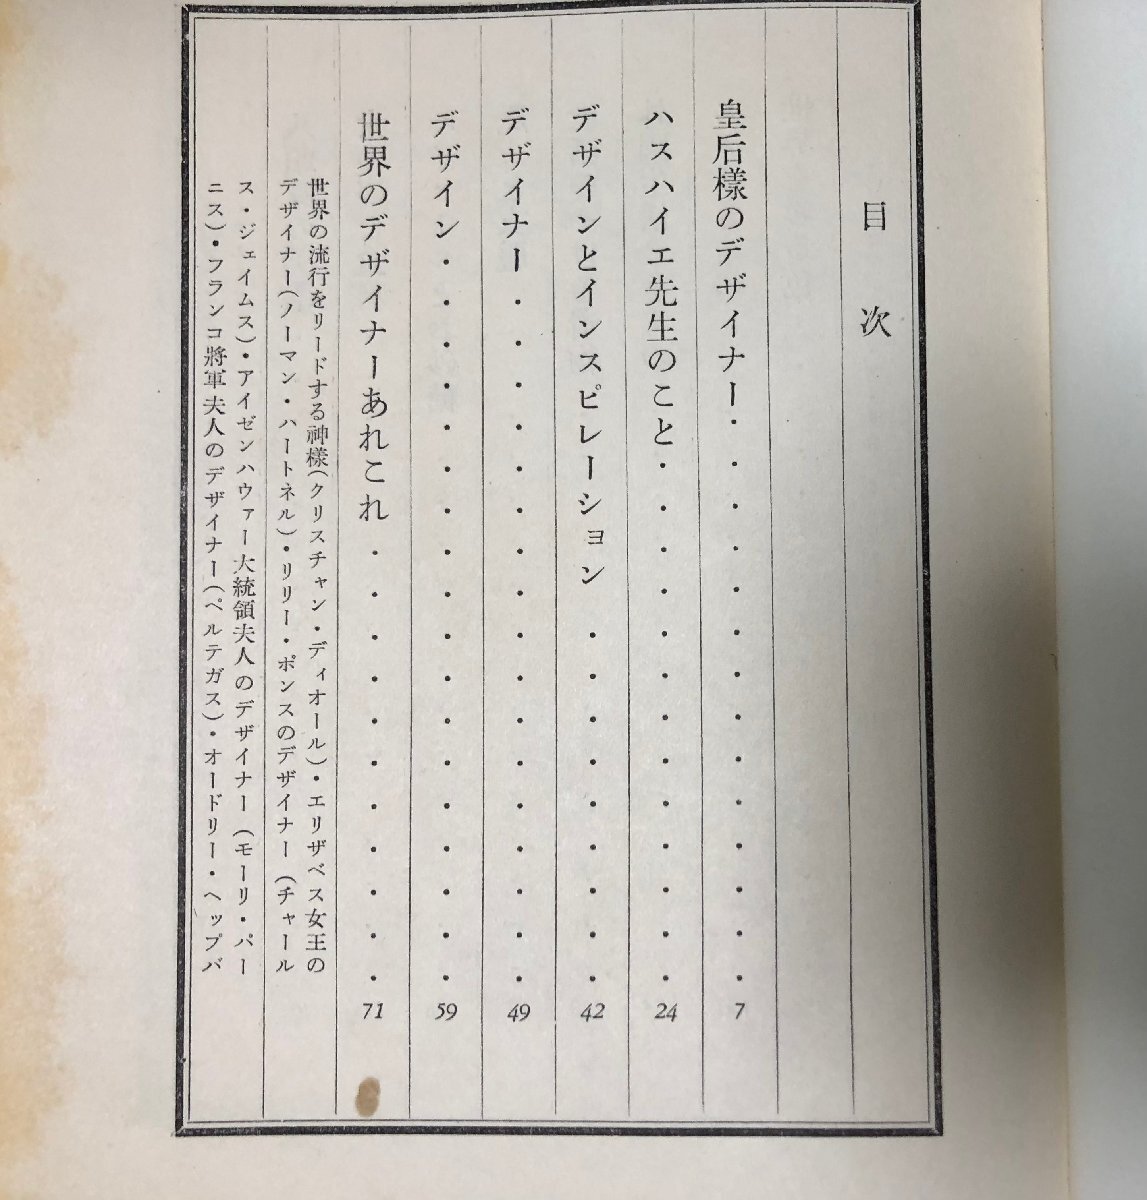 目次
皇后様のデザイナー・・・・・・・・・・・・・・7
ハスハイエ先生のこと・・・・・・・・・・・・・24
デザインとインスピレーション・・・・・・・・・42
デザイナー・・・・・・・・・・・・・・・・・49
デザイン・・・・・・・・・・・・・・・・・・59
世界のデザイナーあれこれ・・・・・・・・・・・71
世界の流行をリードする神様(クリスチャン・ディオール)・エリザベス女王の
デザイナー(ノーマン・ハートネル)・リリー・ポンスのデザイナー(チャール
ス・ジェイムス)・アイゼンハウァー大統領夫人のデザイナー(モーリ・パー
ニス)・フランコ將軍夫人のデザイナー(ペルテガス)・オードリー・ヘップバ